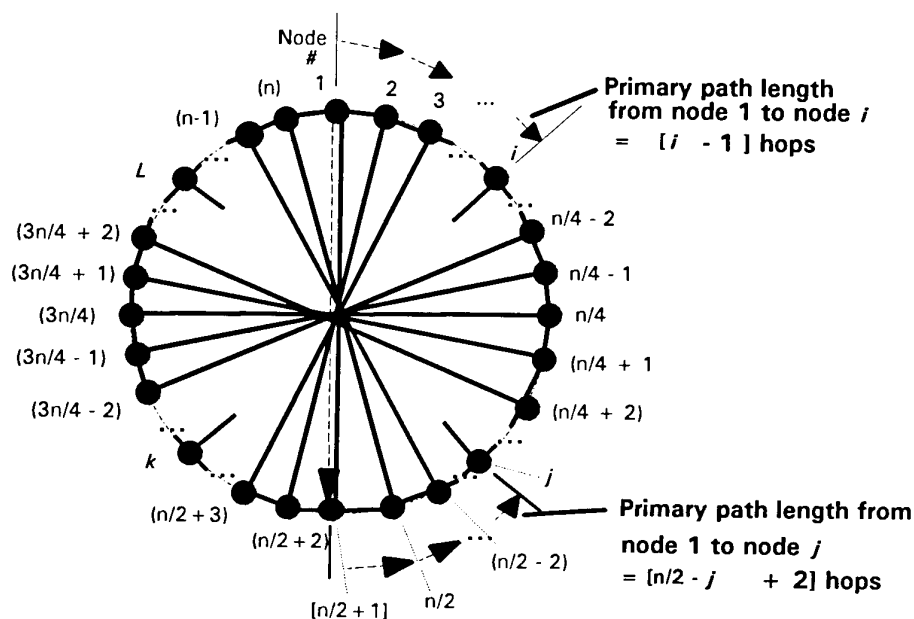 Node
#
1
2
3
...
Primary path length
from node 1 to node i
= [i - 1] hops
(n)
(n-1)
...
...
i
L
...
...
n/4 - 2
(3n/4 + 2)
n/4 - 1
(3n/4 + 1)
n/4
(3n/4)
(n/4 + 1
(3n/4 - 1)
(n/4 + 2)
(3n/4 - 2)
...
...
k
...
...
j
(n/2 + 3)
(n/2 + 2)
...
(n/2 - 2)
n/2
[n/2 + 1]
Primary path length from
node 1 to node j
= [n/2 - j + 2] hops